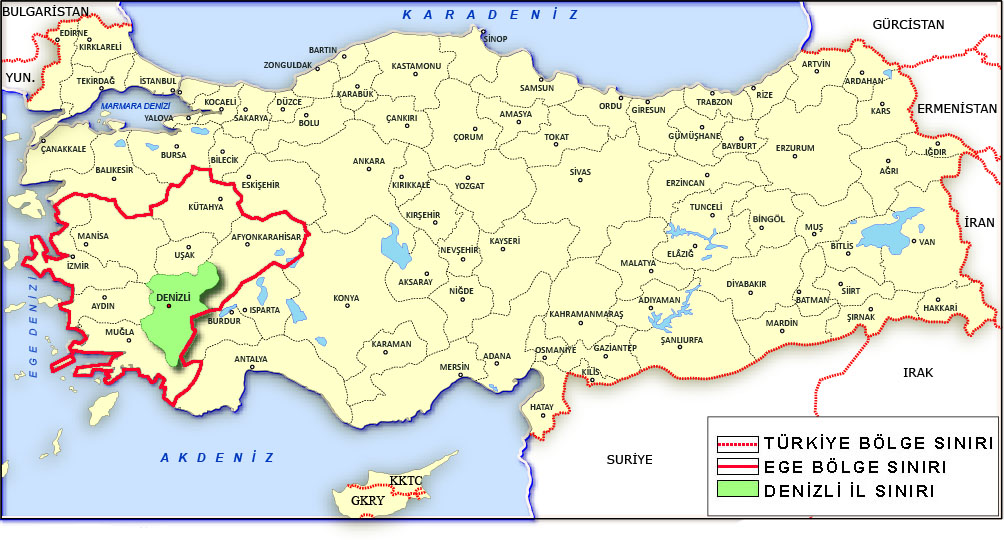 KARADENİZ
BULGARİSTAN
GÜRCİSTAN
EDİRNE
KIRKLARELİ
SİNOP
BARTIN
ZONGULDAK
KASTAMONU
ARTVİN
YUN.
TEKİRDAĞ
İSTANBUL
KARABÜK
SAMSUN
ARDAHAN
MARMARA DENİZİ
KOCAELİ
DÜZCE
ORDU
GİRESUN
TRABZON
RİZE
KARS
ERMENİSTAN
YALOVA
SAKARYA
BOLU
ÇANKIRI
AMASYA
ÇORUM
TOKAT
GÜMÜŞHANE
BAYBURT
ERZURUM
IĞDIR
ÇANAKKALE
BURSA
BİLECİK
ANKARA
BALIKESİR
ESKİŞEHİR
KIRIKKALE
YOZGAT
SİVAS
ERZİNCAN
AĞRI
KÜTAHYA
KIRŞEHİR
TUNCELİ
BİNGÖL
MUŞ
İRAN
MANİSA
AFYONKARAHİSAR
NEVŞEHİR
KAYSERİ
BİTLİS
VAN
İZMİR
UŞAK
ELÂZIĞ
MALATYA
AKSARAY
NİĞDE
DİYABAKIR
SİİRT
EGE DENİZİ
AYDIN
DENİZLİ
BURDUR
ISPARTA
KONYA
ADIYAMAN
BATMAN
HAKKARİ
KAHRAMANMARAŞ
MARDİN
ŞIRNAK
MUĞLA
KARAMAN
ŞANLIURFA
ANTALYA
ADANA
OSMANİYE
GAZİANTEP
MERSİN
KİLİS
IRAK
HATAY
AKDENİZ
SURİYE
KKTC
GKRY
TÜRKİYE BÖLGE SINIRI
EGE BÖLGE SINIRI
DENİZLİ İL SINIRI